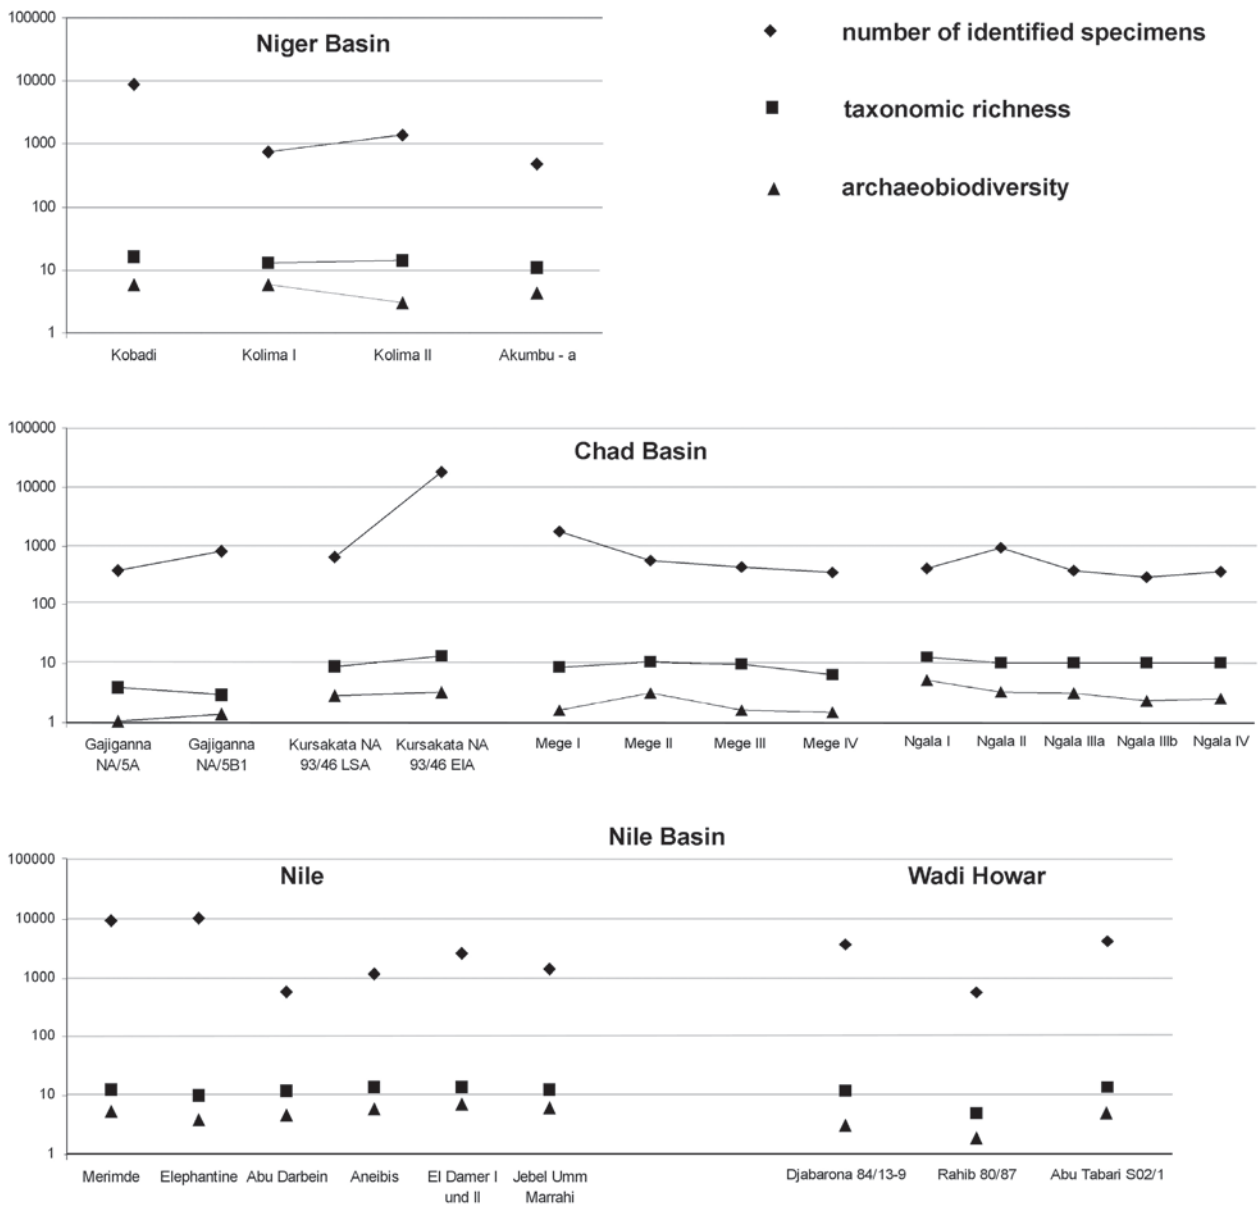 100000
Niger Basin
10000
1000
100
10
1
Kobadi Kolima I Kolima II Akumbu - a
number of identified specimens
taxonomic richness
archaeobiodiversity
100000
Chad Basin
10000
1000
100
10
1
Gajiganna NA/5A
Gajiganna NA/5B1
Kursakata NA 93/46 LSA
Kursakata NA 93/46 EIA
Mege I Mege II Mege III Mege IV
Ngala I Ngala II Ngala IIIa Ngala IIIb Ngala IV
Nile Basin
100000
Nile Wadi Howar
10000
1000
100
10
1
Merimde Elephantine Abu Darbein Aneibis
El Damer I und II
Jebel Umm Marrahi
Djabarona 84/13-9 Rahib 80/87 Abu Tabari S02/1